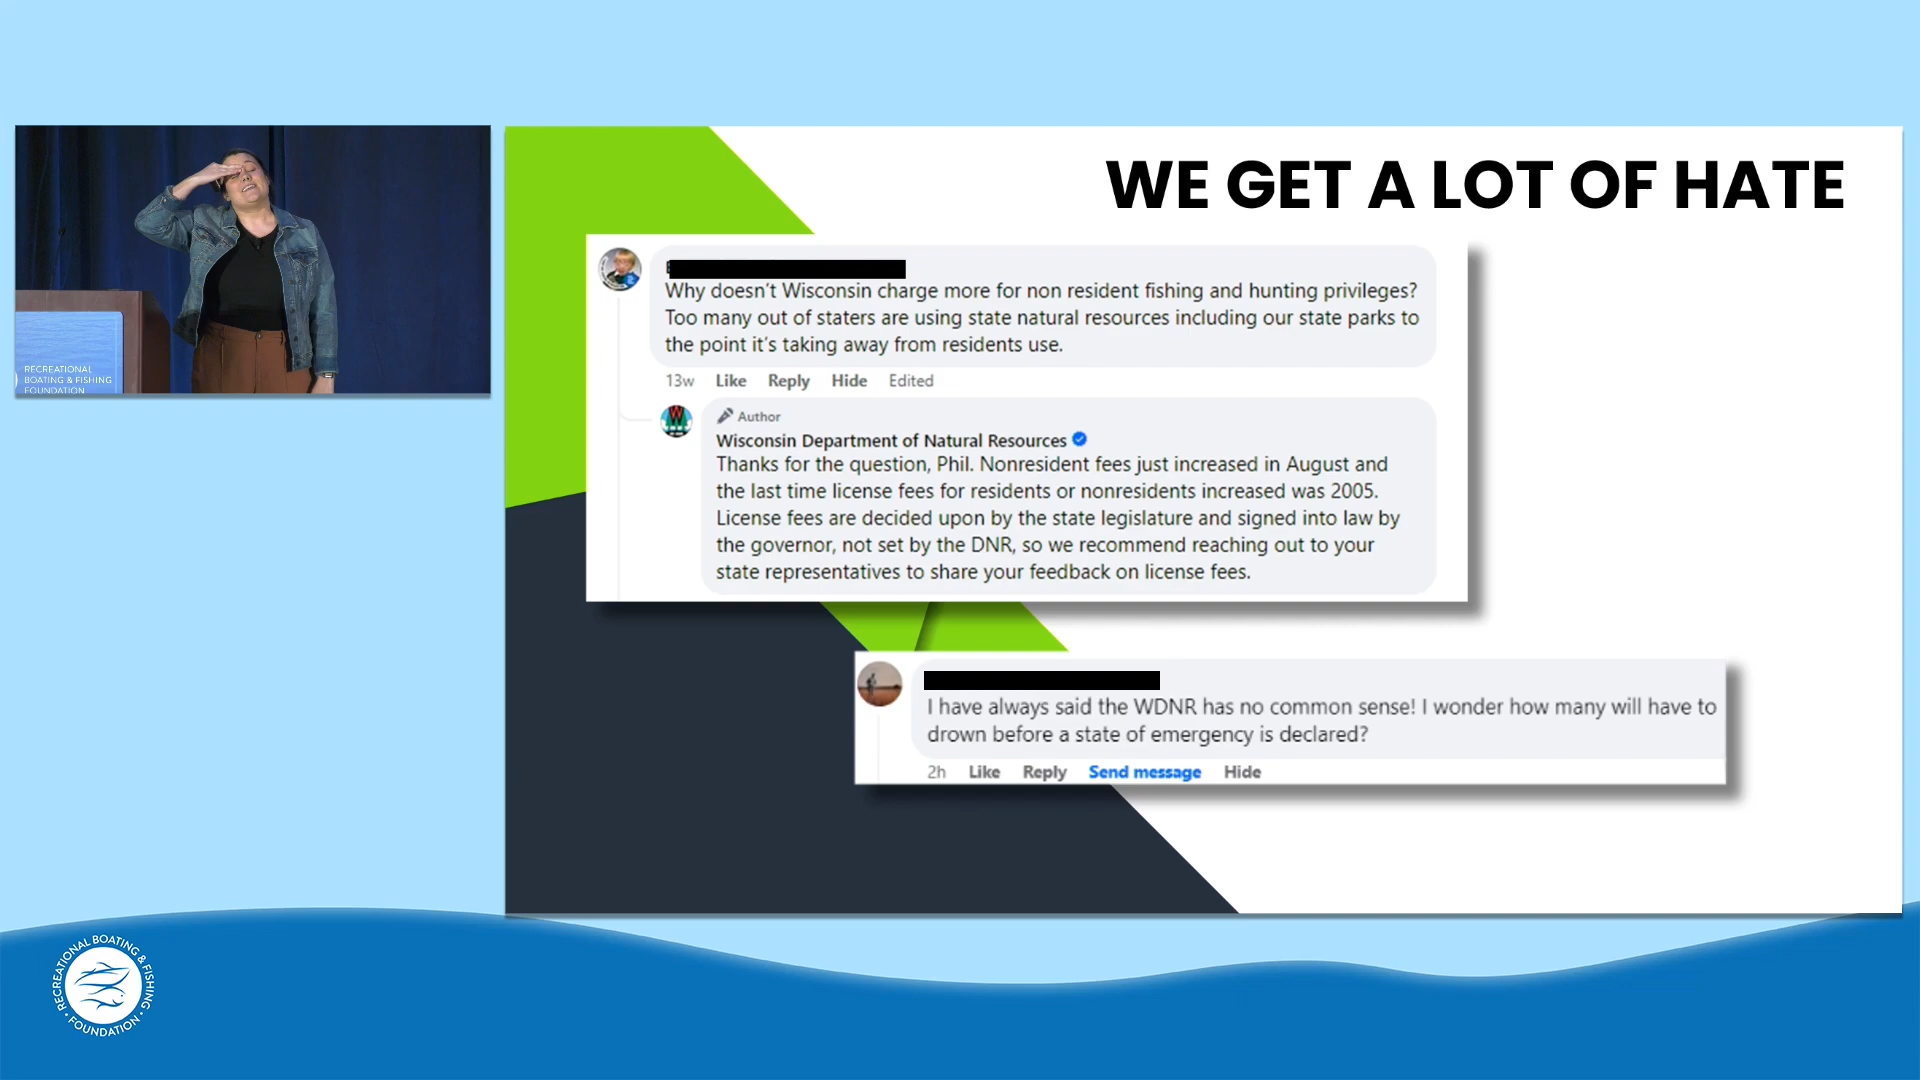 WE GET A LOT OF HATE
Why doesn't Wisconsin charge more for non resident fishing and hunting privileges?
Too many out of staters are using state natural resources including our state parks to
the point it's taking away from residents use.
13w Like Reply Hide Edited
Author
Wisconsin Department of Natural Resources
Thanks for the question, Phil. Nonresident fees just increased in August and
the last time license fees for residents or nonresidents increased was 2005.
License fees are decided upon by the state legislature and signed into law by
the governor, not set by the DNR, so we recommend reaching out to your
state representatives to share your feedback on license fees.
I have always said the WDNR has no common sense! I wonder how many will have to
drown before a state of emergency is declared?
2h Like Reply Send message Hide
RECREATIONAL
BOATING & FISHING
FOUNDATION
RECREATIONAL BOATING & FISHING
FOUNDATION